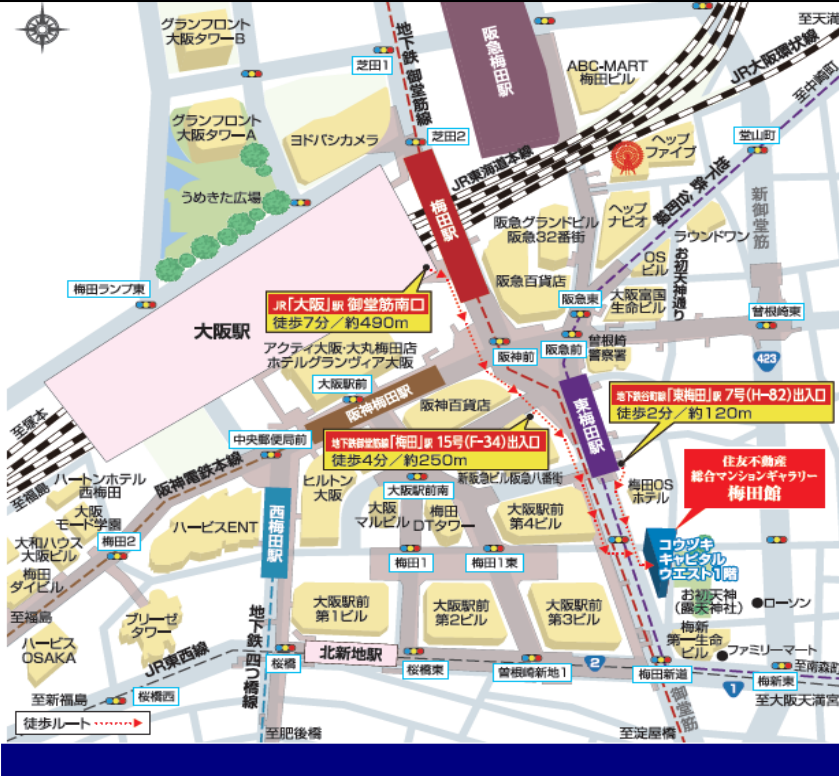 グランフロント
大阪タワーB
芝田1
地下鉄 御堂筋線
阪急梅田駅
ABC-MART
梅田ビル
至天満
JR大阪環状線
至中崎町
グランフロント
大阪タワーA
ヨドバシカメラ
芝田2
JR東海道本線
ヘップ
ファイブ
堂山町
地下鉄 谷町線
新御堂筋
うめきた広場
梅田駅
阪急グランドビル
阪急32番街
ヘップ
ナビオ
ラウンドワン
阪急百貨店
OS
ビル
お初天神通り
梅田ランプ東
JR「大阪」駅 御堂筋南口
徒歩7分/約490m
阪急東
大阪富国
生命ビル
曽根崎東
大阪駅
アクティ大阪・大丸梅田店
ホテルグランヴィア大阪
阪神前
阪急前
曽根崎
警察署
423
大阪駅前
阪神梅田駅
阪神百貨店
東梅田駅
地下鉄谷町線「東梅田」駅 7号(H-82)出入口
徒歩2分/約120m
至塚本
中央郵便局前
地下鉄御堂筋線「梅田」駅 15号(F-34)出入口
徒歩4分/約250m
住友不動産
総合マンションギャラリー
梅田館
至福島
阪神電鉄本線
ハートンホテル
西梅田
ヒルトン
大阪
大阪駅前南
新阪急ビル阪急八番街
梅田OS
ホテル
大阪
モード学園
ハービスENT
西梅田駅
大阪
マルビル
梅田
DTタワー
大阪駅前
第4ビル
大和ハウス
大阪ビル
梅田2
梅田1
梅田1東
コウヅキ
キャピタル
ウエスト1階
梅田
ダイビル
至福島
ブリーゼ
タワー
大阪駅前
第1ビル
大阪駅前
第2ビル
大阪駅前
第3ビル
お初天神
(露天神社)
ローソン
ハービス
OSAKA
地下鉄 四つ橋線
梅新
第一生命
ビル
ファミリーマート
JR東西線
桜橋
北新地駅
桜橋東
曽根崎新地1
2
梅田新道
梅新東
至南森町
至新福島
桜橋西
1
至大阪天満宮
御堂筋
徒歩ルート
至肥後橋
至淀屋橋